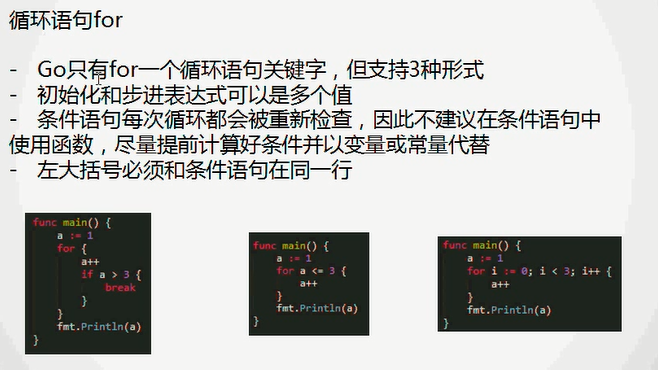 循环语句for
- Go只有for一个循环语句关键字，但支持3种形式
- 初始化和步进表达式可以是多个值
- 条件语句每次循环都会被重新检查，因此不建议在条件语句中
使用函数，尽量提前计算好条件并以变量或常量代替
- 左大括号必须和条件语句在同一行
func main() {
    a := 1
    for {
        a++
        if a > 3 {
            break
        }
    }
    fmt.Println(a)
}
func main() {
    a := 1
    for a <= 3 {
        a++
    }
    fmt.Println(a)
}
func main() {
    a := 1
    for i := 0; i < 3; i++ {
        a++
    }
    fmt.Println(a)
}